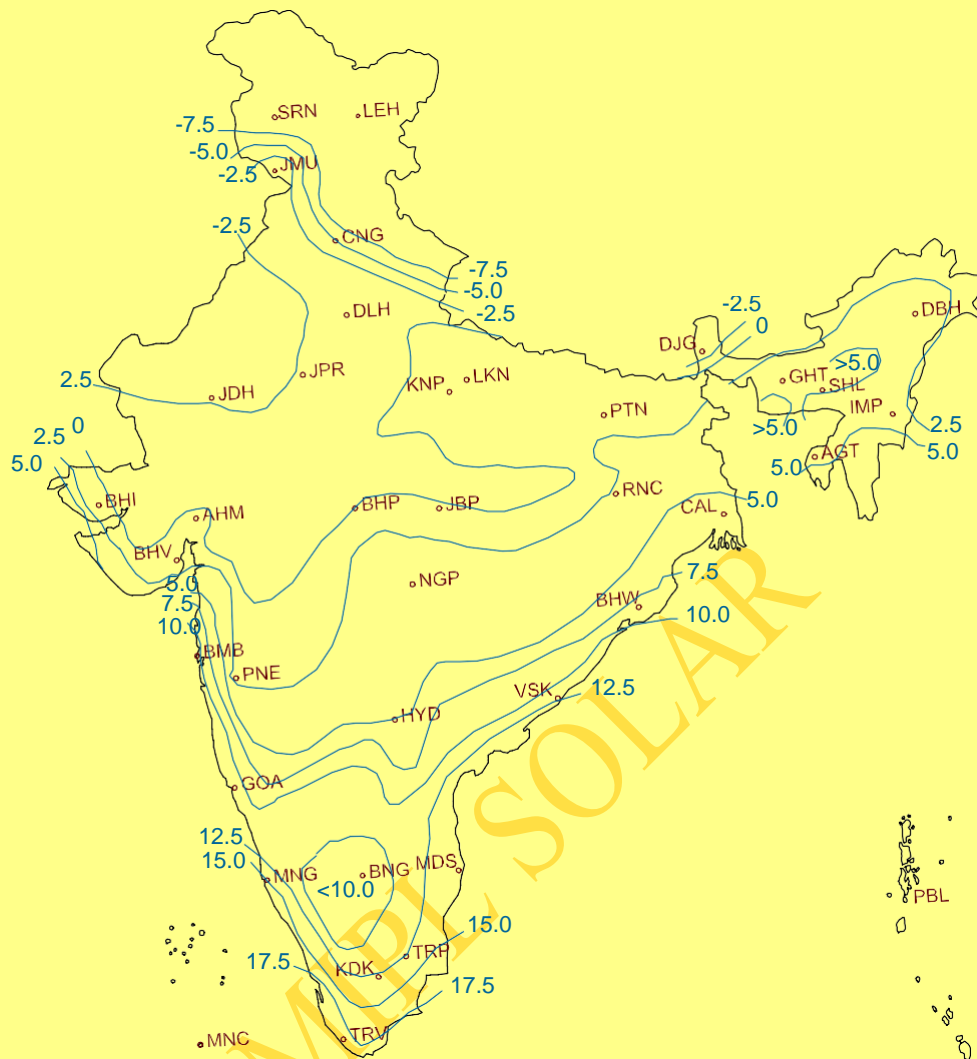 SRN
LEH
-7.5
-5.0
JMU
-2.5
-2.5
CNG
-7.5
-5.0
-2.5
DLH
-2.5
0
DBH
DJG
JPR
LKN
KNP
>5.0
GHT
SHL
2.5
JDH
PTN
IMP
>5.0
2.5
0
2.5
5.0
5.0
AGT
5.0
BHI
RNC
BHP
JBP
CAL
5.0
AHM
BHV
NGP
5.0
7.5
7.5
BHW
10.0
10.0
BMB
PNE
VSK
12.5
HYD
GOA
12.5
15.0
MNG
BNG
MDS
<10.0
PBL
15.0
TRP
17.5
KDK
17.5
TRV
MNC
MIPL SOLAR